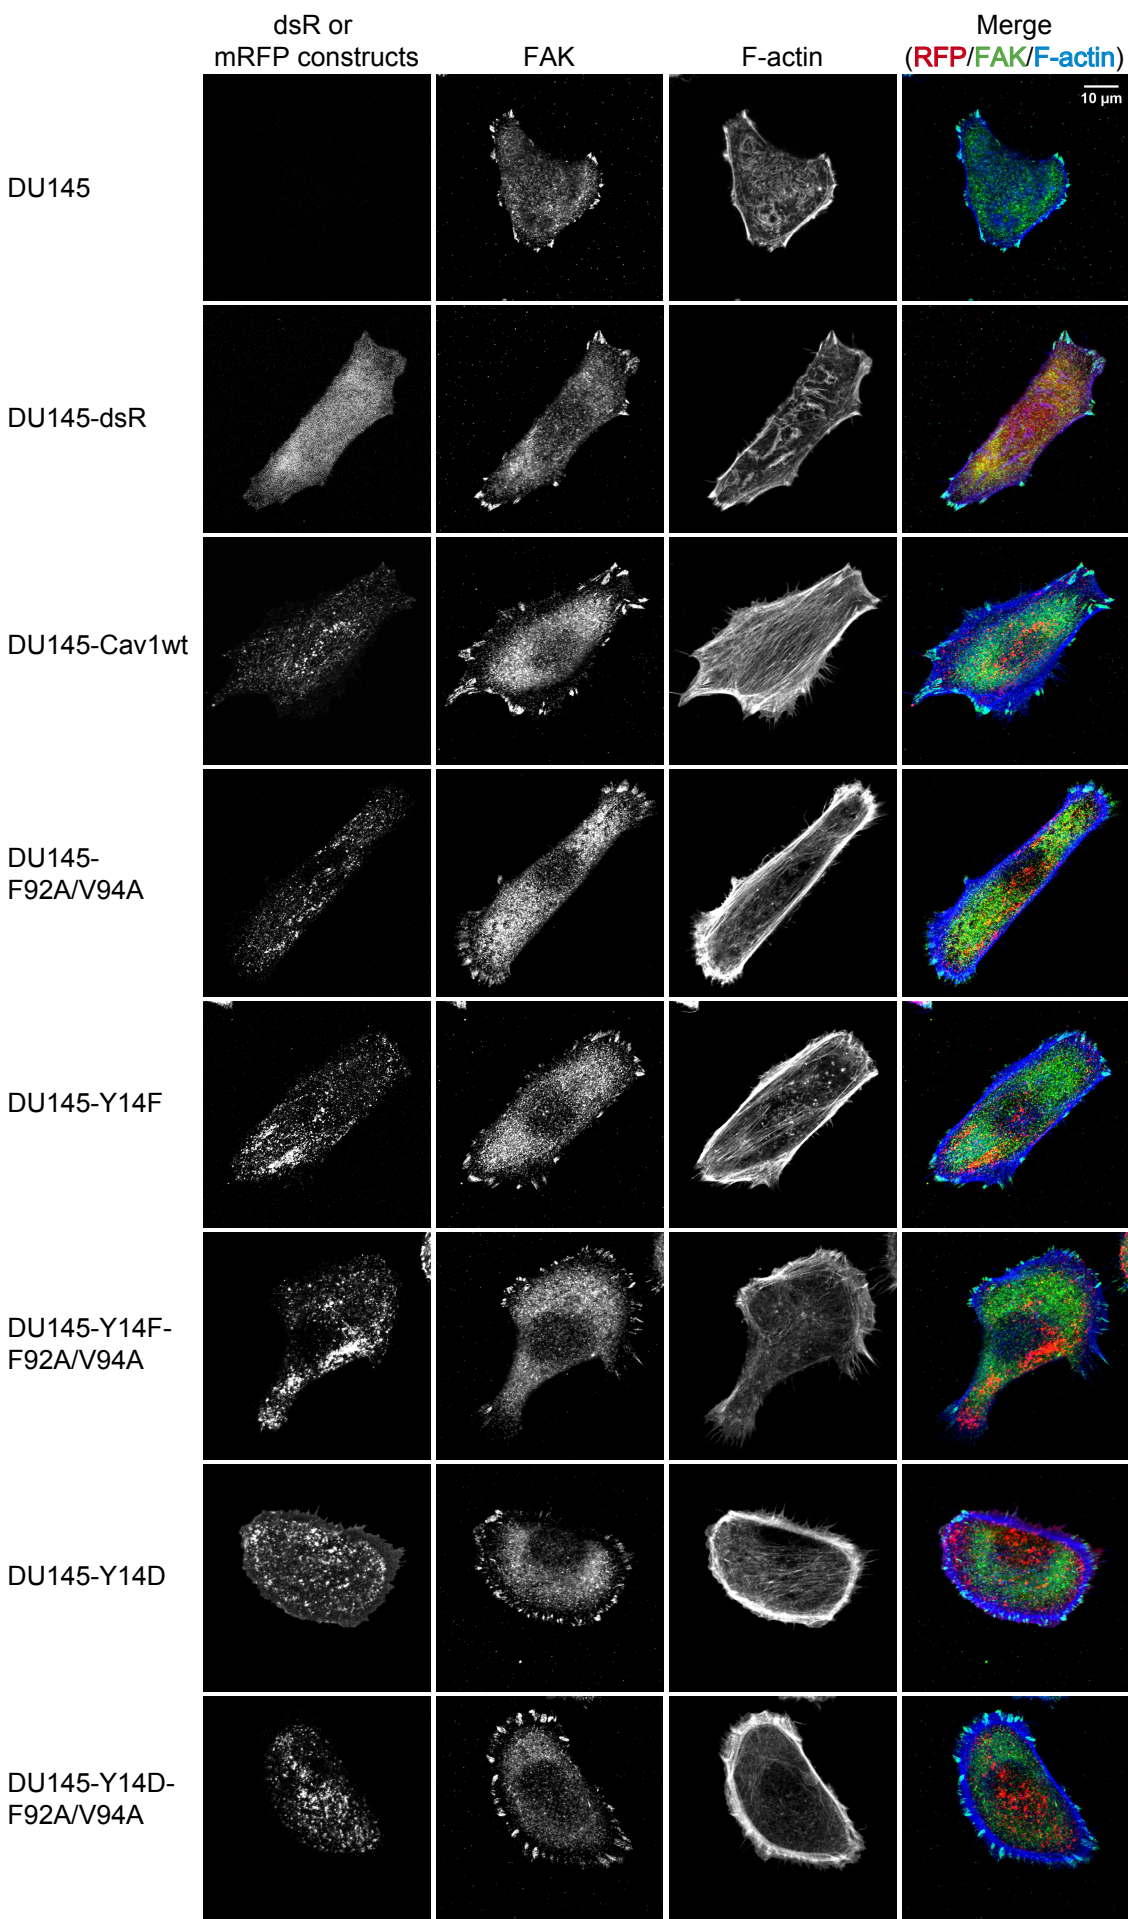 dsR or
mRFP constructs
FAK
F-actin
Merge
(RFP/FAK/F-actin)
10 µm
DU145
DU145-dsR
DU145-Cav1wt
DU145-
F92A/V94A
DU145-Y14F
DU145-Y14F-
F92A/V94A
DU145-Y14D
DU145-Y14D-
F92A/V94A